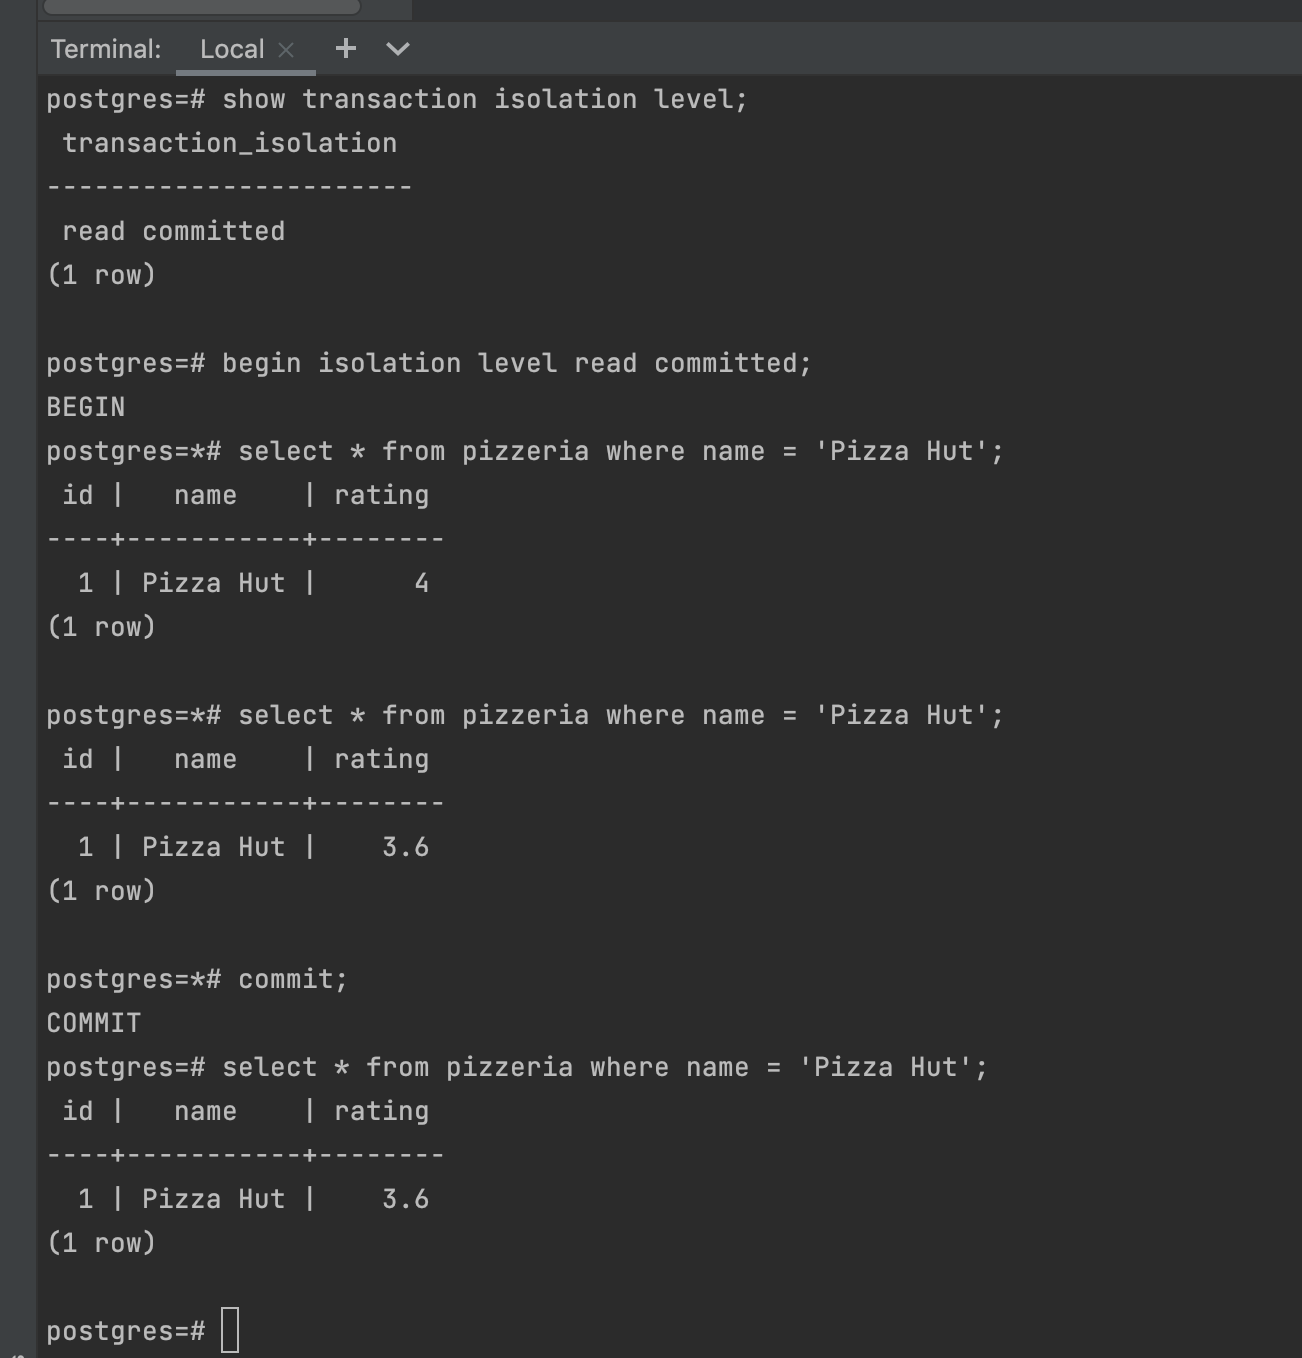 Terminal: Local × + 
postgres=# show transaction isolation level;
 transaction_isolation
-----------------------
 read committed
(1 row)

postgres=# begin isolation level read committed;
BEGIN
postgres=*# select * from pizzeria where name = 'Pizza Hut';
 id |   name    | rating
----+-----------+--------
  1 | Pizza Hut |      4
(1 row)

postgres=*# select * from pizzeria where name = 'Pizza Hut';
 id |   name    | rating
----+-----------+--------
  1 | Pizza Hut |    3.6
(1 row)

postgres=*# commit;
COMMIT
postgres=# select * from pizzeria where name = 'Pizza Hut';
 id |   name    | rating
----+-----------+--------
  1 | Pizza Hut |    3.6
(1 row)

postgres=#